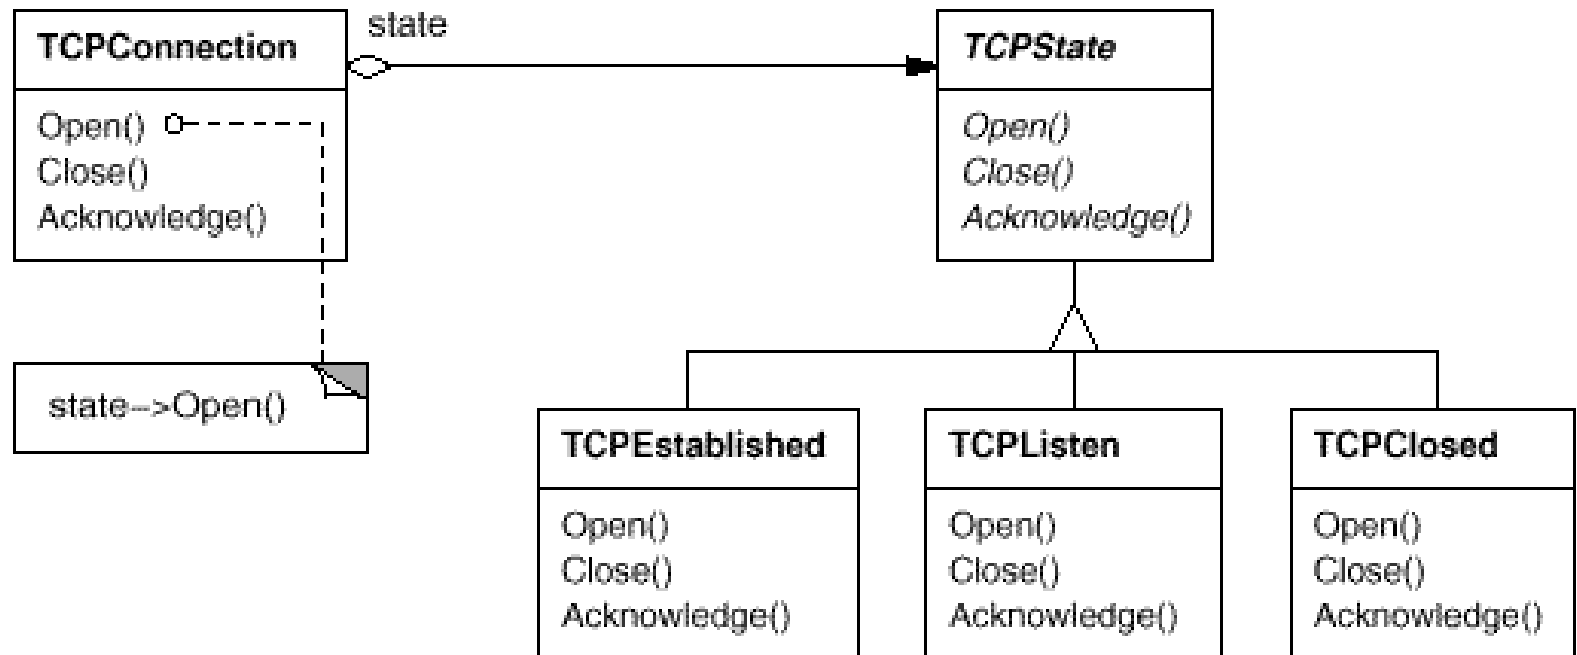 TCPConnection
Open()
Close()
Acknowledge()
state
TCPState
Open()
Close()
Acknowledge()
state-->Open()
TCPEstablished
Open()
Close()
Acknowledge()
TCPListen
Open()
Close()
Acknowledge()
TCPClosed
Open()
Close()
Acknowledge()